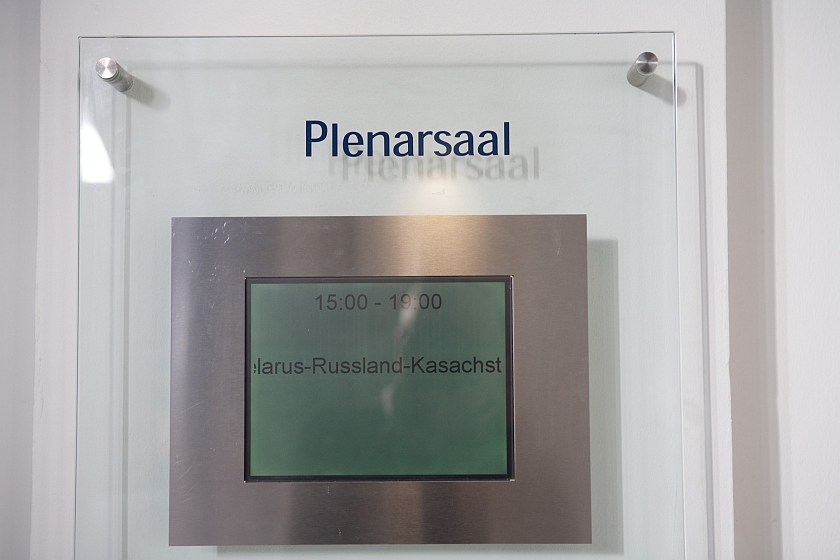 Plenarsaal
15:00 - 19:00
elarus-Russland-Kasachst